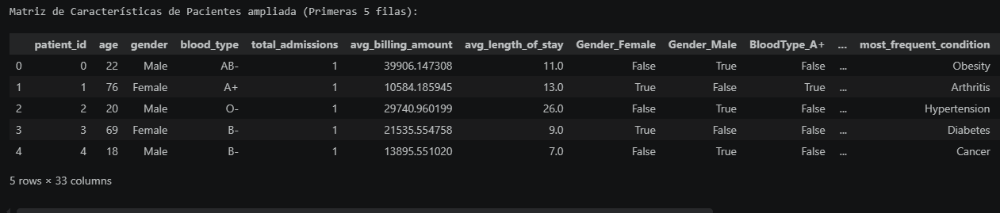 Matriz de Características de Pacientes ampliada (Primeras 5 filas):
patient_id age gender blood_type total_admissions avg_billing_amount avg_length_of_stay Gender_Female Gender_Male BloodType_A+ ... most_frequent_condition
0 0 22 Male AB- 1 39906.147308 11.0 False True False ... Obesity
1 1 76 Female A+ 1 10584.185945 13.0 True False True ... Arthritis
2 2 20 Male O- 1 29740.960199 26.0 False True False ... Hypertension
3 3 69 Female B- 1 21535.554758 9.0 True False False ... Diabetes
4 4 18 Male B- 1 13895.551020 7.0 False True False ... Cancer
5 rows × 33 columns